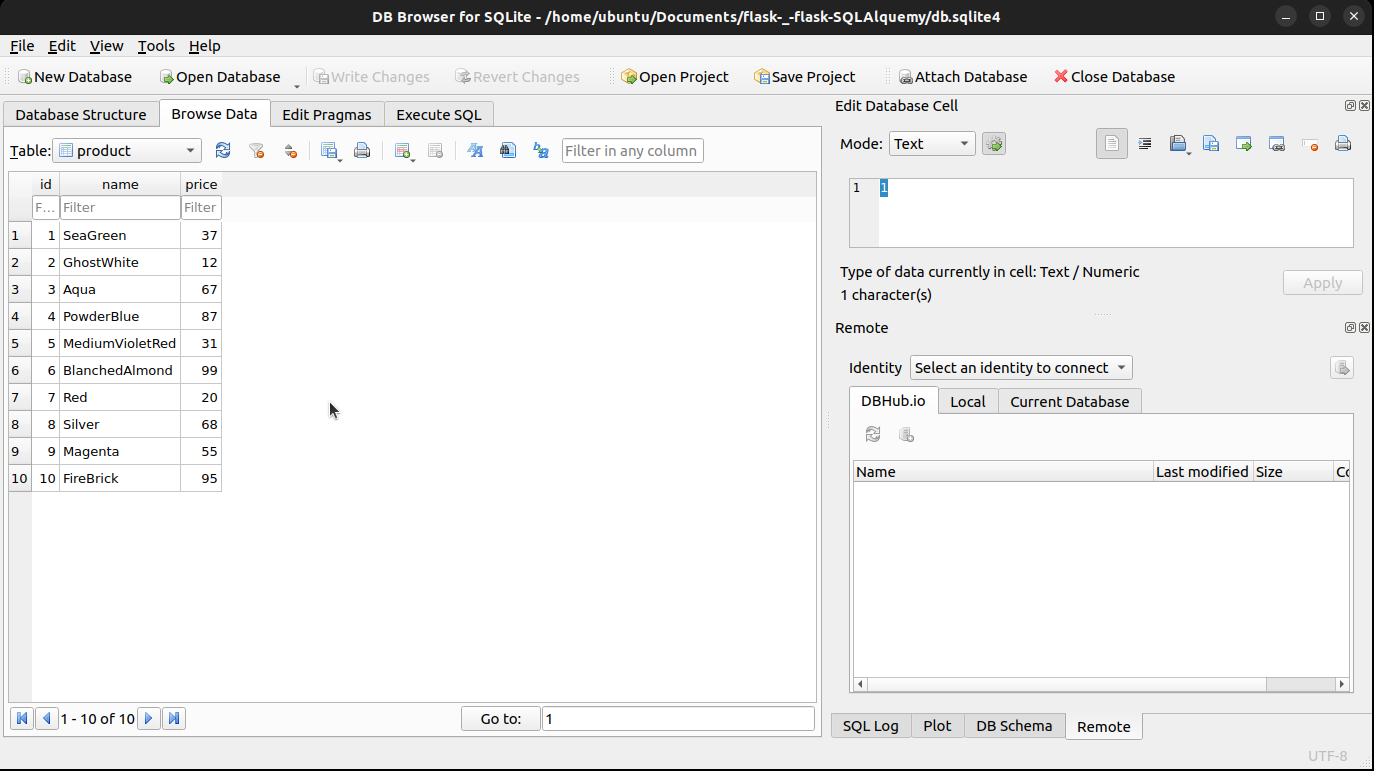 DB Browser for SQLite - /home/ubuntu/Documents/flask-_-flask-SQLAlquemy/db.sqlite4
File Edit View Tools Help
New Database Open Database Write Changes Revert Changes Open Project Save Project Attach Database Close Database
Database Structure Browse Data Edit Pragmas Execute SQL
Table: product Filter in any column
id name price
F... Filter Filter
1 1 SeaGreen 37
2 2 GhostWhite 12
3 3 Aqua 67
4 4 PowderBlue 87
5 5 MediumVioletRed 31
6 6 BlanchedAlmond 99
7 7 Red 20
8 8 Silver 68
9 9 Magenta 55
10 10 FireBrick 95
1 - 10 of 10 Go to: 1
Edit Database Cell
Mode: Text
1 1
Type of data currently in cell: Text / Numeric
1 character(s)
Apply
Remote
Identity Select an identity to connect
DBHub.io Local Current Database
Name Last modified Size Co
SQL Log Plot DB Schema Remote
UTF-8